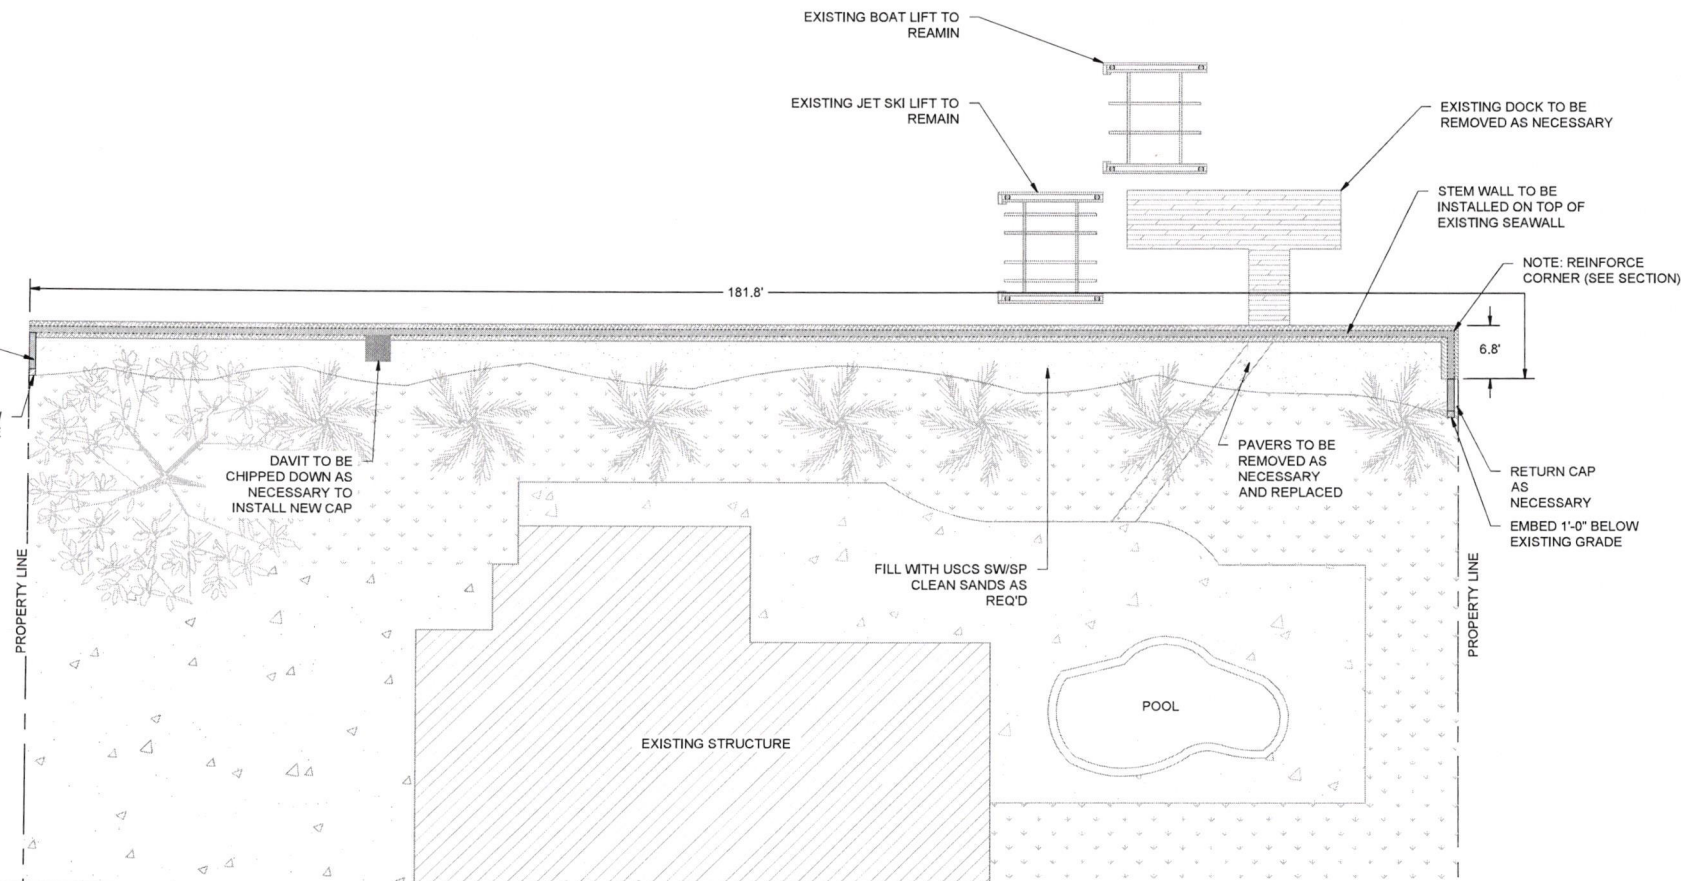 EXISTING BOAT LIFT TO
REAMIN
EXISTING JET SKI LIFT TO
REMAIN
EXISTING DOCK TO BE
REMOVED AS NECESSARY
STEM WALL TO BE
INSTALLED ON TOP OF
EXISTING SEAWALL
NOTE: REINFORCE
CORNER (SEE SECTION)
181.8'
6.8'
DAVIT TO BE
CHIPPED DOWN AS
NECESSARY TO
INSTALL NEW CAP
PAVERS TO BE
REMOVED AS
NECESSARY
AND REPLACED
RETURN CAP
AS
NECESSARY
EMBED 1'-0" BELOW
EXISTING GRADE
FILL WITH USCS SW/SP
CLEAN SANDS AS
REQ'D
PROPERTY LINE
PROPERTY LINE
POOL
EXISTING STRUCTURE